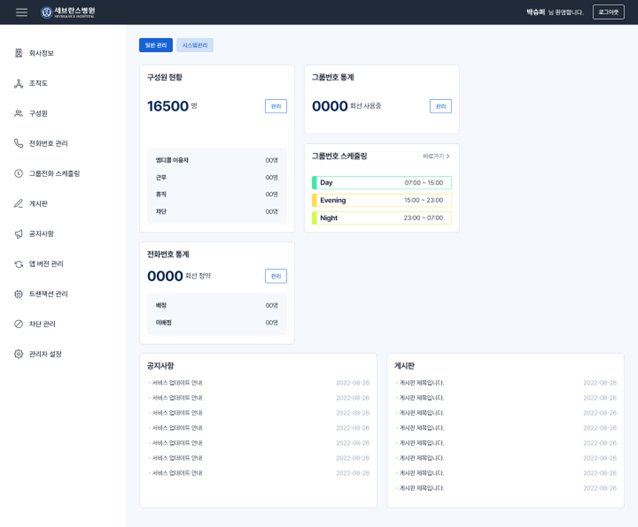 세브란스병원
SEVERANCE HOSPITAL
박슈퍼 님 환영합니다.
로그아웃
회사정보
조직도
구성원
전화번호 관리
그룹전화 스케줄링
게시판
공지사항
앱 버전 관리
트랜잭션 관리
차단 관리
관리자 설정
일반 관리
시스템관리
구성원 현황
16500 명
관리
엠디콜 이용자 00명
근무 00명
휴직 00명
차단 00명
그룹번호 통계
0000 회선 사용중
관리
그룹번호 스케줄링
바로가기 >
Day 07:00 ~ 15:00
Evening 15:00 ~ 23:00
Night 23:00 ~ 07:00
전화번호 통계
0000 회선 청약
관리
배정 00명
미배정 00명
공지사항
· 서비스 업데이트 안내 2022-08-26
· 서비스 업데이트 안내 2022-08-26
· 서비스 업데이트 안내 2022-08-26
· 서비스 업데이트 안내 2022-08-26
· 서비스 업데이트 안내 2022-08-26
· 서비스 업데이트 안내 2022-08-26
· 서비스 업데이트 안내 2022-08-26
게시판
· 게시판 제목입니다. 2022-08-26
· 게시판 제목입니다. 2022-08-26
· 게시판 제목입니다. 2022-08-26
· 게시판 제목입니다. 2022-08-26
· 게시판 제목입니다. 2022-08-26
· 게시판 제목입니다. 2022-08-26
· 게시판 제목입니다. 2022-08-26
· 게시판 제목입니다. 2022-08-26